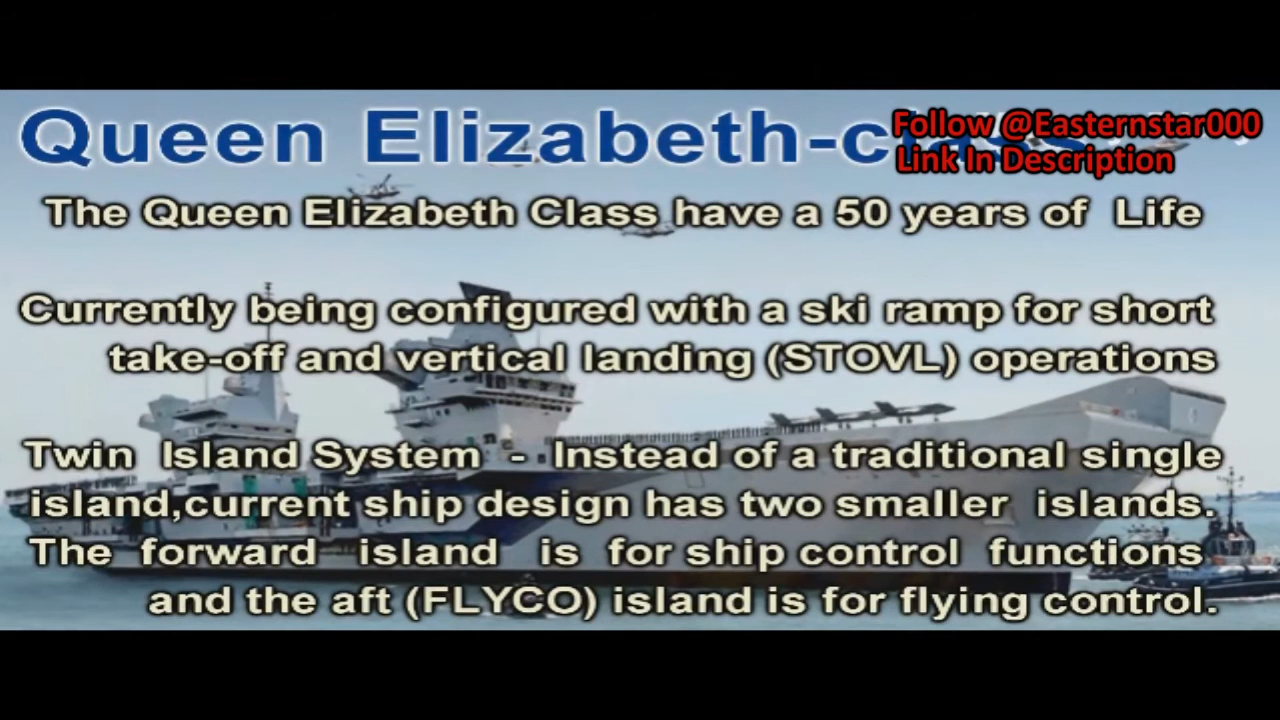 Queen Elizabeth-class
Follow @Easternstar000
Link In Description
The Queen Elizabeth Class have a 50 years of Life
Currently being configured with a ski ramp for short
take-off and vertical landing (STOVL) operations
Twin Island System - Instead of a traditional single
island,current ship design has two smaller islands.
The forward island is for ship control functions
and the aft (FLYCO) island is for flying control.